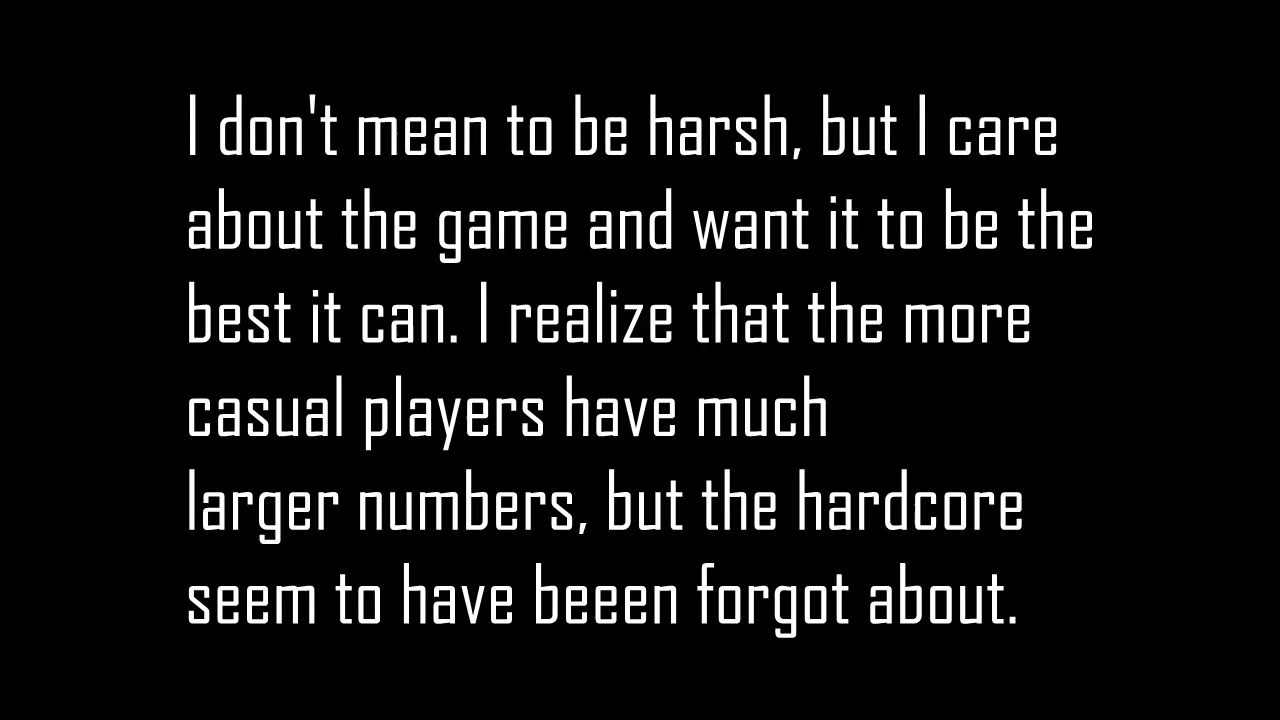 I don't mean to be harsh, but I care
about the game and want it to be the
best it can. I realize that the more
casual players have much
larger numbers, but the hardcore
seem to have beeen forgot about.